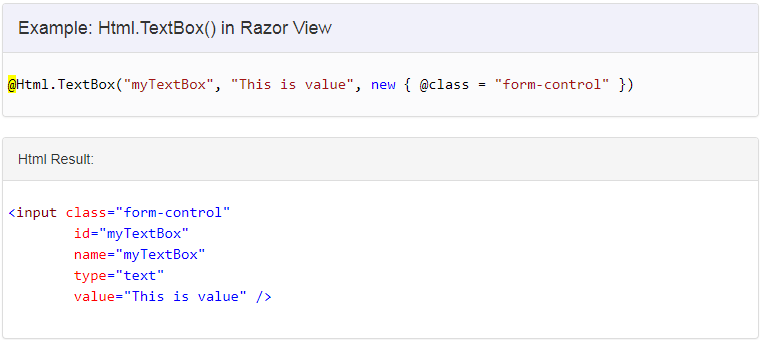 Example: Html.TextBox() in Razor View
@Html.TextBox("myTextBox", "This is value", new { @class = "form-control" })
Html Result:
<input class="form-control"
id="myTextBox"
name="myTextBox"
type="text"
value="This is value" />